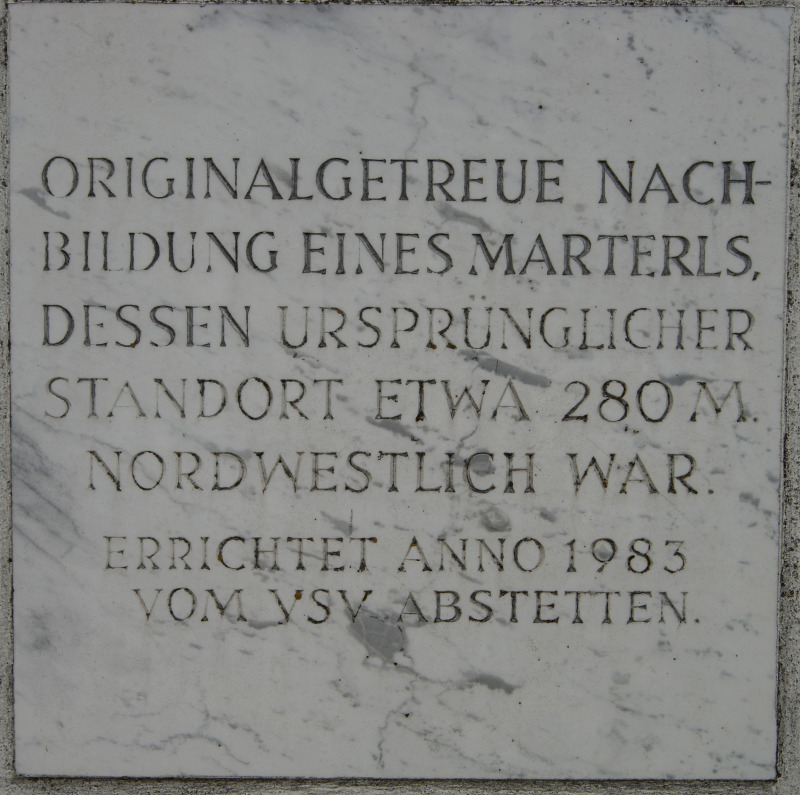 ORIGINALGETREUE NACH-
BILDUNG EINES MARTERLS,
DESSEN URSPRÜNGLICHER
STANDORT ETWA 280 M.
NORDWESTLICH WAR.
ERRICHTET ANNO 1983
VOM VSV ABSTETTEN.